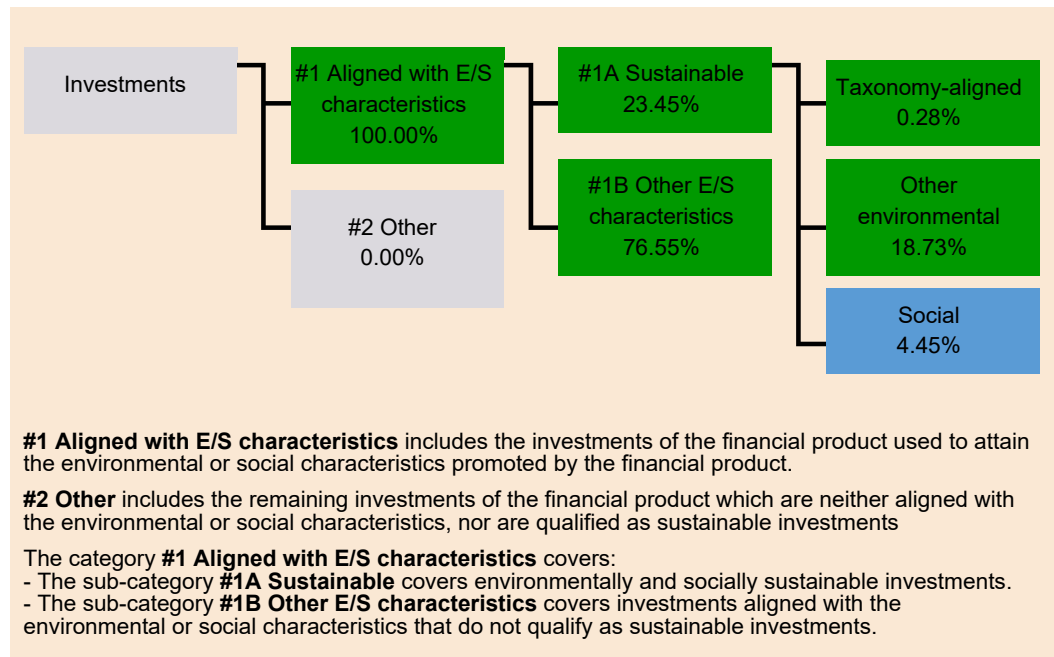 Investments
#1 Aligned with E/S
characteristics
100.00%
#2 Other
0.00%
#1A Sustainable
23.45%
#1B Other E/S
characteristics
76.55%
Taxonomy-aligned
0.28%
Other
environmental
18.73%
Social
4.45%
#1 Aligned with E/S characteristics includes the investments of the financial product used to attain
the environmental or social characteristics promoted by the financial product.
#2 Other includes the remaining investments of the financial product which are neither aligned with
the environmental or social characteristics, nor are qualified as sustainable investments
The category #1 Aligned with E/S characteristics covers:
- The sub-category #1A Sustainable covers environmentally and socially sustainable investments.
- The sub-category #1B Other E/S characteristics covers investments aligned with the
environmental or social characteristics that do not qualify as sustainable investments.